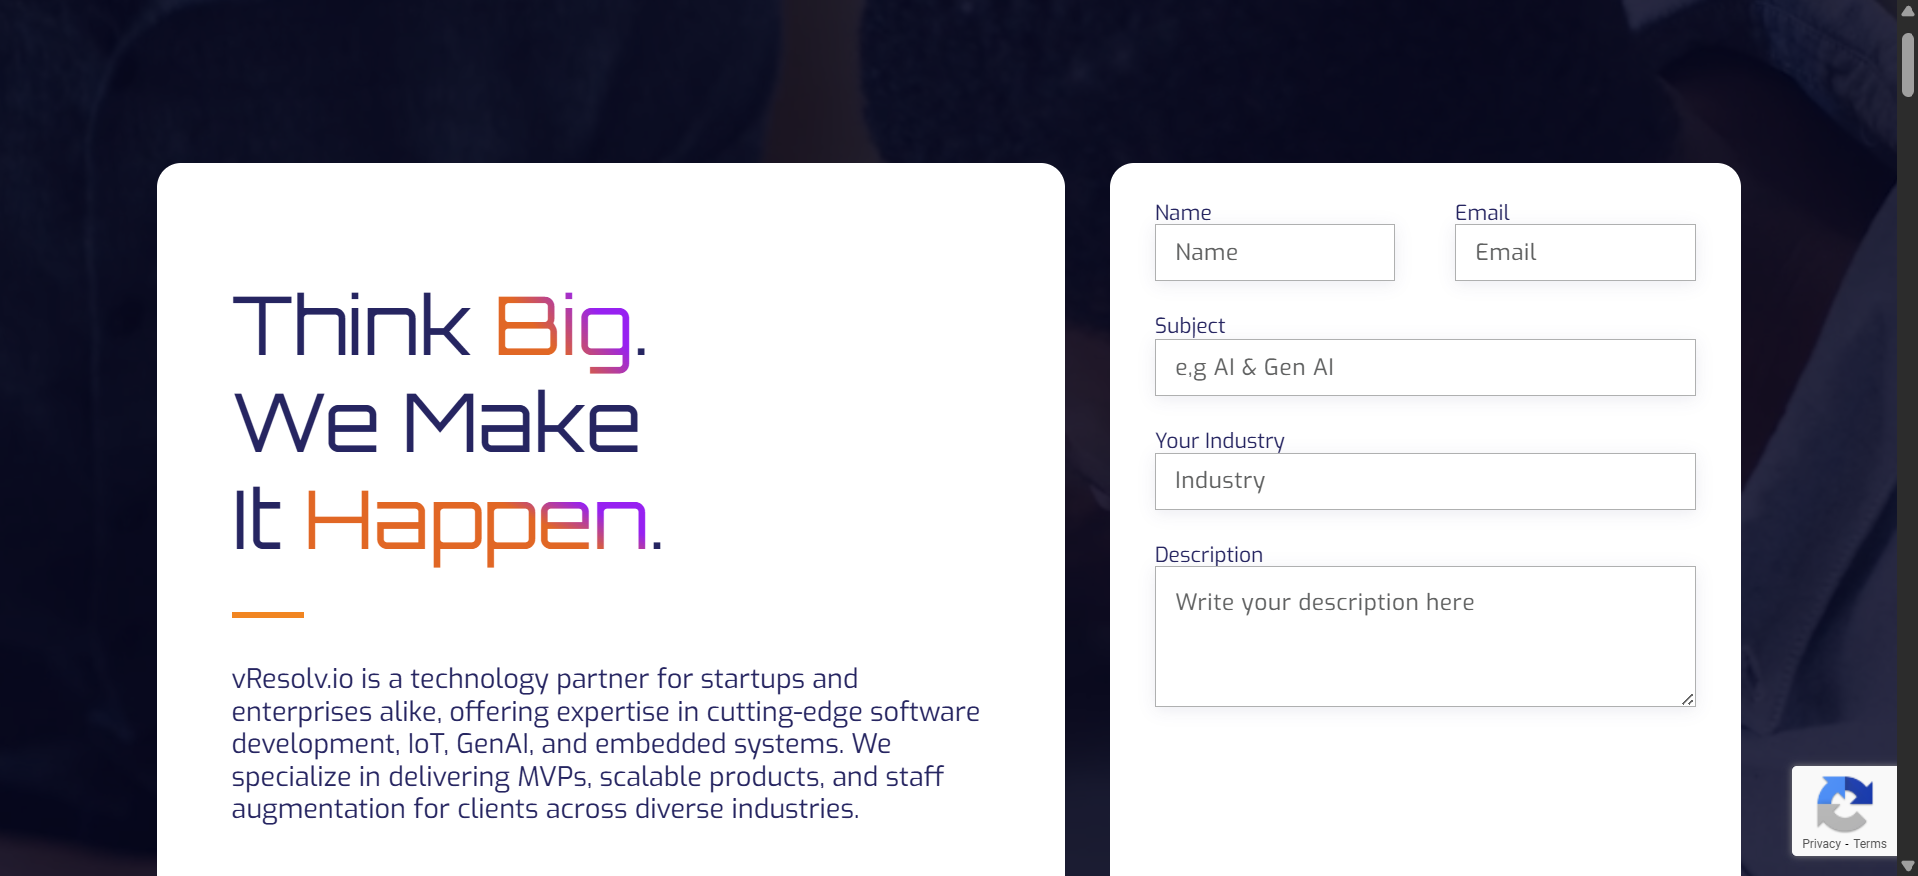 Think Big.
We Make
It Happen.
vResolv.io is a technology partner for startups and
enterprises alike, offering expertise in cutting-edge software
development, IoT, GenAI, and embedded systems. We
specialize in delivering MVPs, scalable products, and staff
augmentation for clients across diverse industries.
Name
Name
Email
Email
Subject
e,g AI & Gen AI
Your Industry
Industry
Description
Write your description here
Privacy - Terms